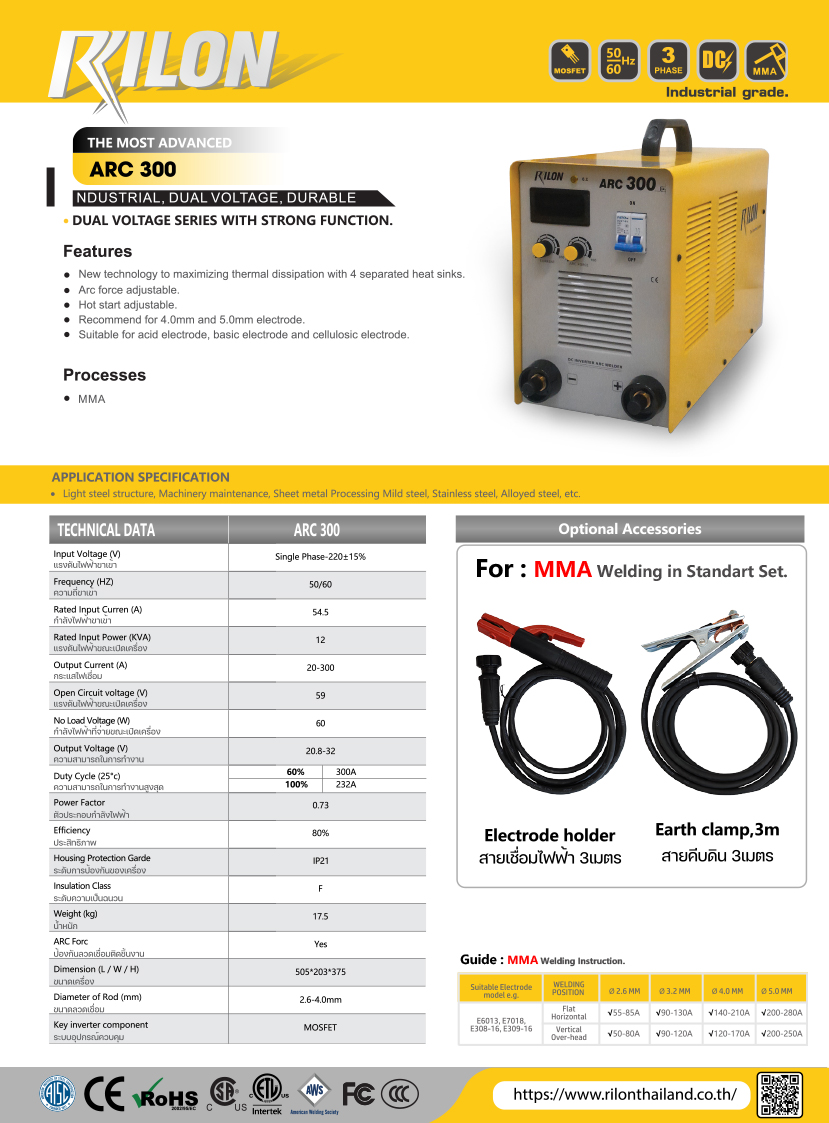 RILON
MOSFET
50
60 Hz
3
PHASE
DC
MMA
Industrial grade.
THE MOST ADVANCED
ARC 300
INDUSTRIAL, DUAL VOLTAGE, DURABLE
DUAL VOLTAGE SERIES WITH STRONG FUNCTION.
Features
● New technology to maximizing thermal dissipation with 4 separated heat sinks.
● Arc force adjustable.
● Hot start adjustable.
● Recommend for 4.0mm and 5.0mm electrode.
● Suitable for acid electrode, basic electrode and cellulosic electrode.
Processes
● MMA
RILON
ARC 300
ON
OFF
DC INVERTER ARC WELDER
− +
RILON
APPLICATION SPECIFICATION
• Light steel structure, Machinery maintenance, Sheet metal Processing Mild steel, Stainless steel, Alloyed steel, etc.
TECHNICAL DATA ARC 300
Input Voltage (V) Single Phase-220±15%
แรงดันไฟฟ้าขาเข้า
Frequency (HZ) 50/60
ความถี่ขาเข้า
Rated Input Curren (A) 54.5
กำลังไฟฟ้าขาเข้า
Rated Input Power (KVA) 12
แรงดันไฟฟ้าขณะเปิดเครื่อง
Output Current (A) 20-300
กระแสไฟเชื่อม
Open Circuit voltage (V) 59
แรงดันไฟฟ้าขณะเปิดเครื่อง
No Load Voltage (W) 60
กำลังไฟฟ้าที่จ่ายขณะเปิดเครื่อง
Output Voltage (V) 20.8-32
ความสามารถในการทำงาน
Duty Cycle (25°c) 60% 300A
ความสามารถในการทำงานสูงสุด 100% 232A
Power Factor 0.73
ตัวประกอบกำลังไฟฟ้า
Efficiency 80%
ประสิทธิภาพ
Housing Protection Garde IP21
ระดับการป้องกันของเครื่อง
Insulation Class F
ระดับความเป็นฉนวน
Weight (kg) 17.5
น้ำหนัก
ARC Forc Yes
ป้องกันลวดเชื่อมติดชิ้นงาน
Dimension (L / W / H) 505*203*375
ขนาดเครื่อง
Diameter of Rod (mm) 2.6-4.0mm
ขนาดลวดเชื่อม
Key inverter component MOSFET
ระบบอุปกรณ์ควบคุม
Optional Accessories
For : MMA Welding in Standart Set.
Electrode holder
สายเชื่อมไฟฟ้า 3เมตร
Earth clamp,3m
สายคีบดิน 3เมตร
Guide : MMA Welding Instruction.
Suitable Electrode model e.g. WELDING POSITION Ø 2.6 MM Ø 3.2 MM Ø 4.0 MM Ø 5.0 MM
E6013, E7018, E308-16, E309-16
Flat Horizontal √55-85A √90-130A √140-210A √200-280A
Vertical Over-head √50-80A √90-120A √120-170A √200-250A
AISC
CE
RoHS
2002/95/EC
C SA US
C ETL US
Intertek
AWS
American Welding Society
FC
CCC
https://www.rilonthailand.co.th/